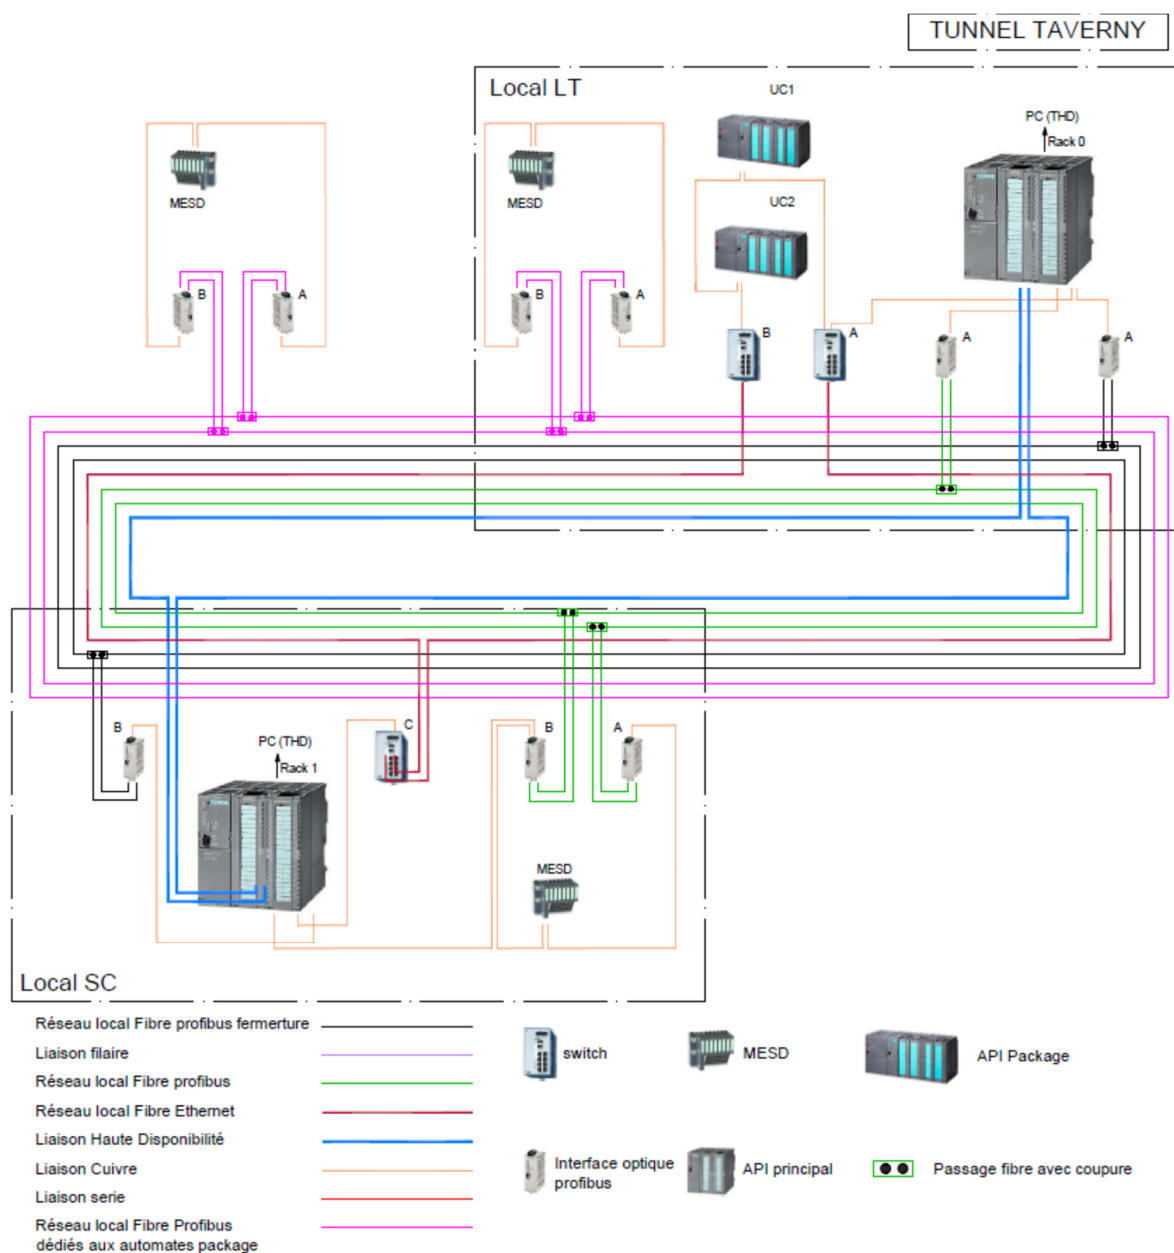 TUNNEL TAVERNY
Local LT
UC1
PC (THD)
Rack 0
MESD
MESD
UC2
B
A
B
A
B
A
A
A
B
C
B
A
PC (THD)
Rack 1
MESD
Local SC
Réseau local Fibre profibus fermerture
Liaison filaire
Réseau local Fibre profibus
Réseau local Fibre Ethernet
Liaison Haute Disponibilité
Liaison Cuivre
Liaison serie
Réseau local Fibre Profibus
dédiés aux automates package
switch
MESD
API Package
Interface optique
profibus
API principal
Passage fibre avec coupure